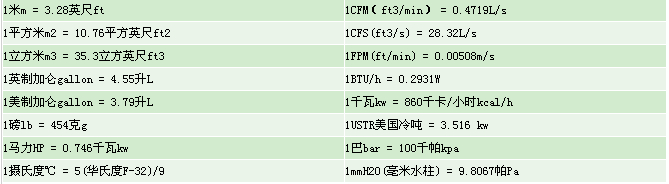 1米m = 3.28英尺ft
1CFM( ft3/min) = 0.4719L/s
1平方米m2 = 10.76平方英尺ft2
1CFS(ft3/s) = 28.32L/s
1立方米m3 = 35.3立方英尺ft3
1FPM(ft/min) = 0.00508m/s
1英制加仑gallon = 4.55升L
1BTU/h = 0.2931W
1美制加仑gallon = 3.79升L
1千瓦kw = 860千卡/小时kcal/h
1磅lb = 454克g
1USTR美国冷吨 = 3.516 kw
1马力HP = 0.746千瓦kw
1巴bar = 100千帕kpa
1摄氏度℃ = 5(华氏度F-32)/9
1mmH2O(毫米水柱) = 9.8067帕Pa